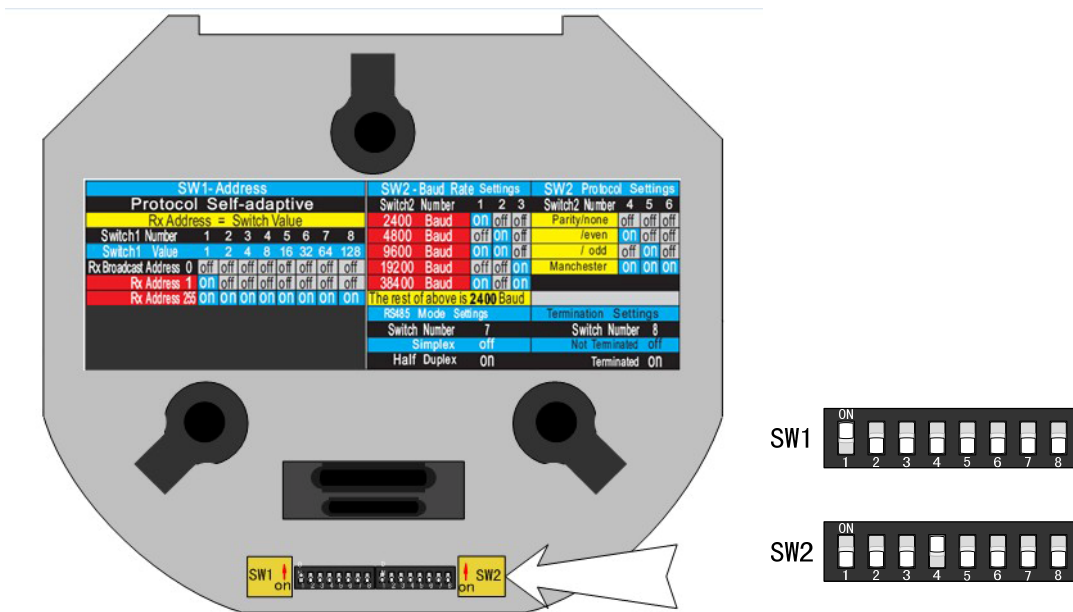 SW1-Address
Protocol Self-adaptive
Rx Address = Switch Value
Switch1 Number 1 2 3 4 5 6 7 8
Switch1 Value 1 2 4 8 16 32 64 128
Rx Broadcast Address 0 off off off off off off off off
Rx Address 1 on off off off off off off off
Rx Address 255 on on on on on on on on
SW2-Baud Rate Settings
Switch2 Number 1 2 3
2400 Baud on off off
4800 Baud off on off
9600 Baud on on off
19200 Baud off off on
38400 Baud on off on
The rest of above is 2400 Baud
RS485 Mode Settings
Switch Number 7
Simplex off
Half Duplex on
SW2 Protocol Settings
Switch2 Number 4 5 6
Parity/none off off off
/even on off off
/ odd off on off
Manchester on on on
Termination Settings
Switch Number 8
Not Terminated off
Terminated on
SW1 on
on SW2
SW1
ON
1 2 3 4 5 6 7 8
SW2
ON
1 2 3 4 5 6 7 8